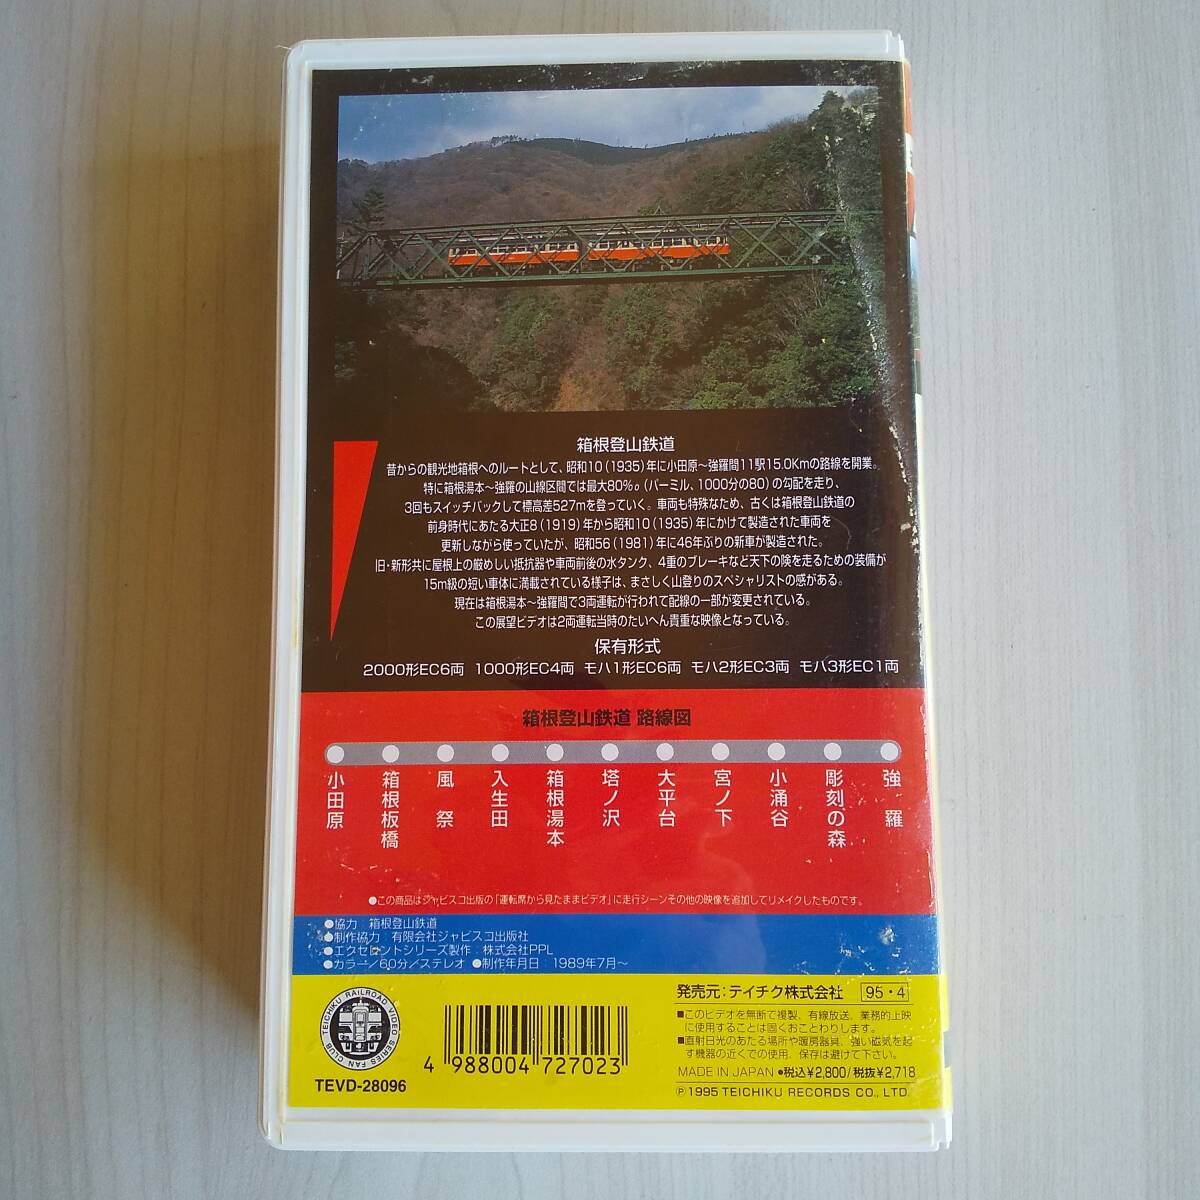 箱根登山鉄道
昔からの観光地箱根へのルートとして、昭和10(1935)年に小田原〜強羅間11駅15.0Kmの路線を開業。
特に箱根湯本〜強羅の山線区間では最大80‰(パーミル、1000分の80)の勾配を走り、
3回もスイッチバックして標高差527mを登っていく。車両も特殊なため、古くは箱根登山鉄道の
前身時代にあたる大正8(1919)年から昭和10(1935)年にかけて製造された車両を
更新しながら使っていたが、昭和56(1981)年に46年ぶりの新車が製造された。
旧・新形共に屋根上の厳めしい抵抗器や車両前後の水タンク、4重のブレーキなど天下の険を走るための装備が
15m級の短い車体に満載されている様子は、まさしく山登りのスペシャリストの感がある。
現在は箱根湯本〜強羅間で3両運転が行われて配線の一部が変更されている。
この展望ビデオは2両運転当時のたいへん貴重な映像となっている。
保有形式
2000形EC6両 1000形EC4両 モハ1形EC6両 モハ2形EC3両 モハ3形EC1両
箱根登山鉄道 路線図
小田原
箱根板橋
風祭
入生田
箱根湯本
塔ノ沢
大平台
宮ノ下
小涌谷
彫刻の森
強羅
●この商品はジャビスコ出版の「運転席から見たままビデオ」に走行シーンその他の映像を追加してリメイクしたものです。
●協力:箱根登山鉄道
●制作協力:有限会社ジャビスコ出版社
●エクセレントシリーズ製作:株式会社PPL
●カラー/60分/ステレオ ●制作年月日:1989年7月〜
TEICHIKU RAILROAD VIDEO SERIES FAN CLUB
TEVD-28096
4 988004 727023
発売元:テイチク株式会社 95・4
■このビデオを無断で複製、有線放送、業務的上映
に使用することは固くおことわりします。
■直射日光のあたる場所や暖房器具、強い磁気を起
す機器の近くでの使用、保存は避けて下さい。
MADE IN JAPAN ●税込¥2,800/税抜¥2,718
Ⓟ1995 TEICHIKU RECORDS CO., LTD.